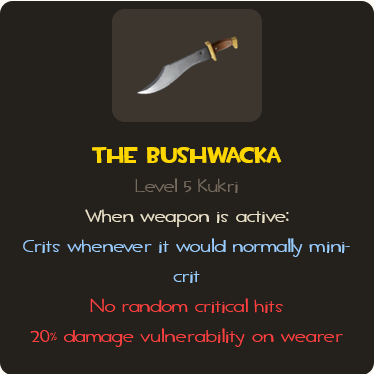 THE BUSHWACKA
Level 5 Kukri
When weapon is active:
Crits whenever it would normally mini-
crit
No random critical hits
20% damage vulnerability on wearer